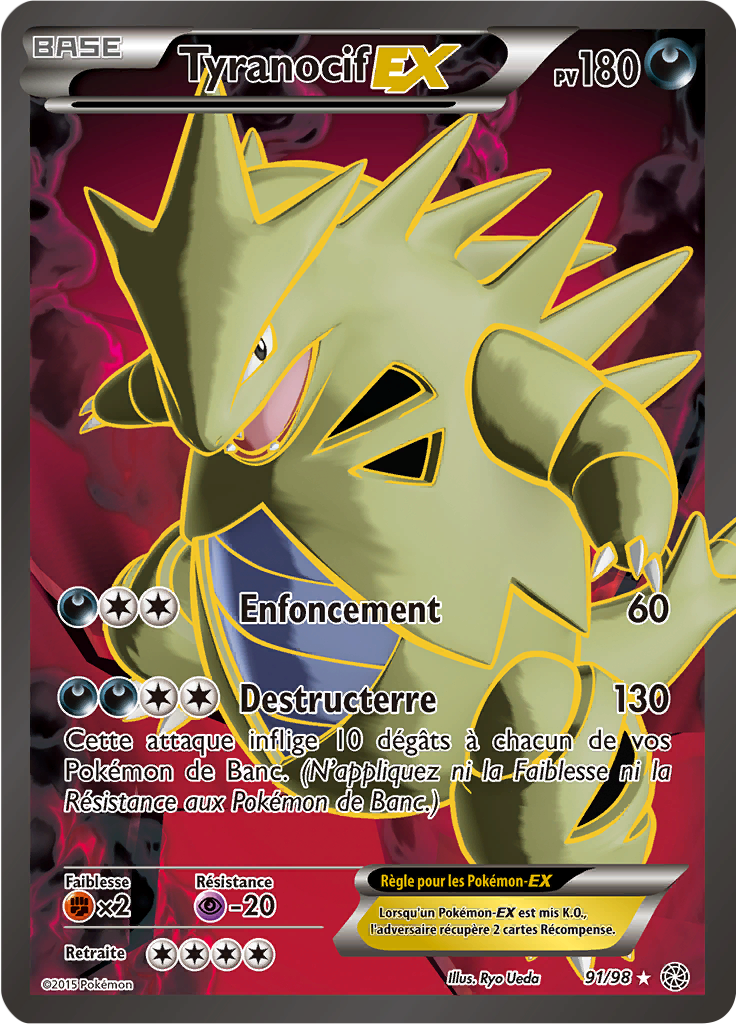 BASE
Tyranocif EX
PV180
Enfoncement 60
Destructerre 130
Cette attaque inflige 10 dégâts à chacun de vos
Pokémon de Banc. (N'appliquez ni la Faiblesse ni la
Résistance aux Pokémon de Banc.)
Faiblesse Résistance
x2 -20
Retraite
Règle pour les Pokémon-EX
Lorsqu'un Pokémon-EX est mis K.O.,
l'adversaire récupère 2 cartes Récompense.
©2015 Pokémon
Illus. Ryo Ueda
91/98 ★